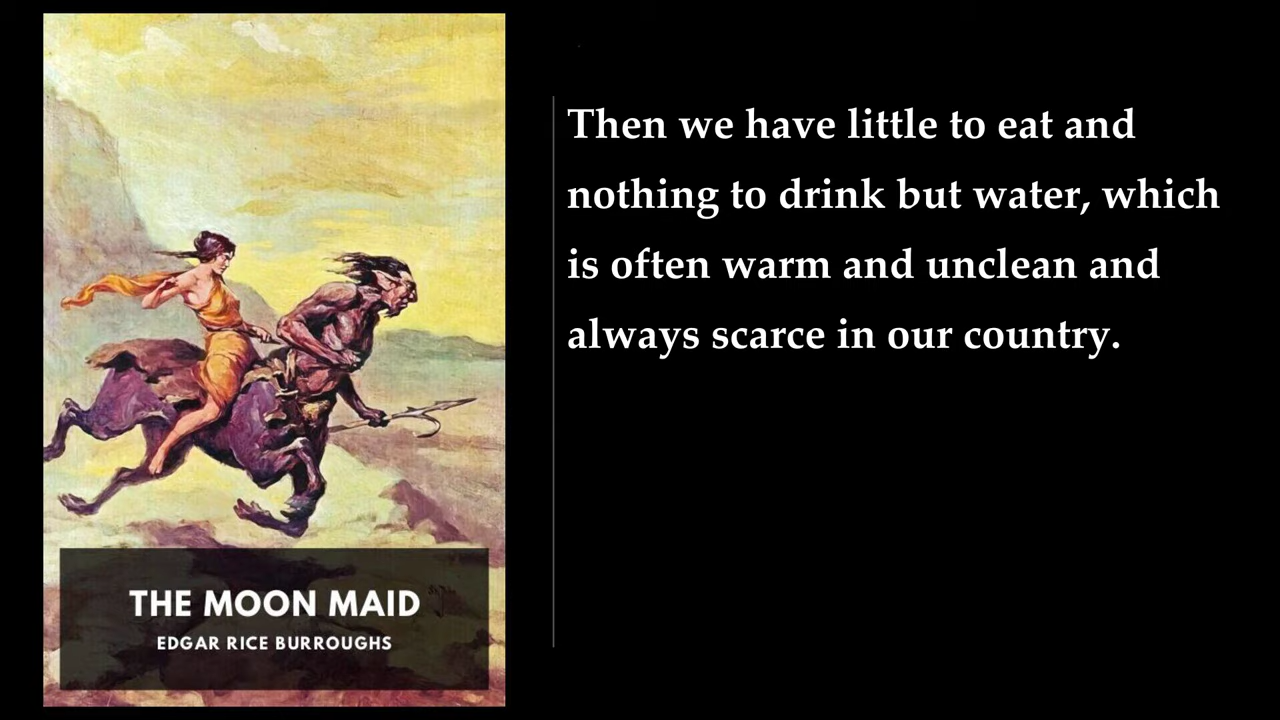 THE MOON MAID
EDGAR RICE BURROUGHS
Then we have little to eat and
nothing to drink but water, which
is often warm and unclean and
always scarce in our country.